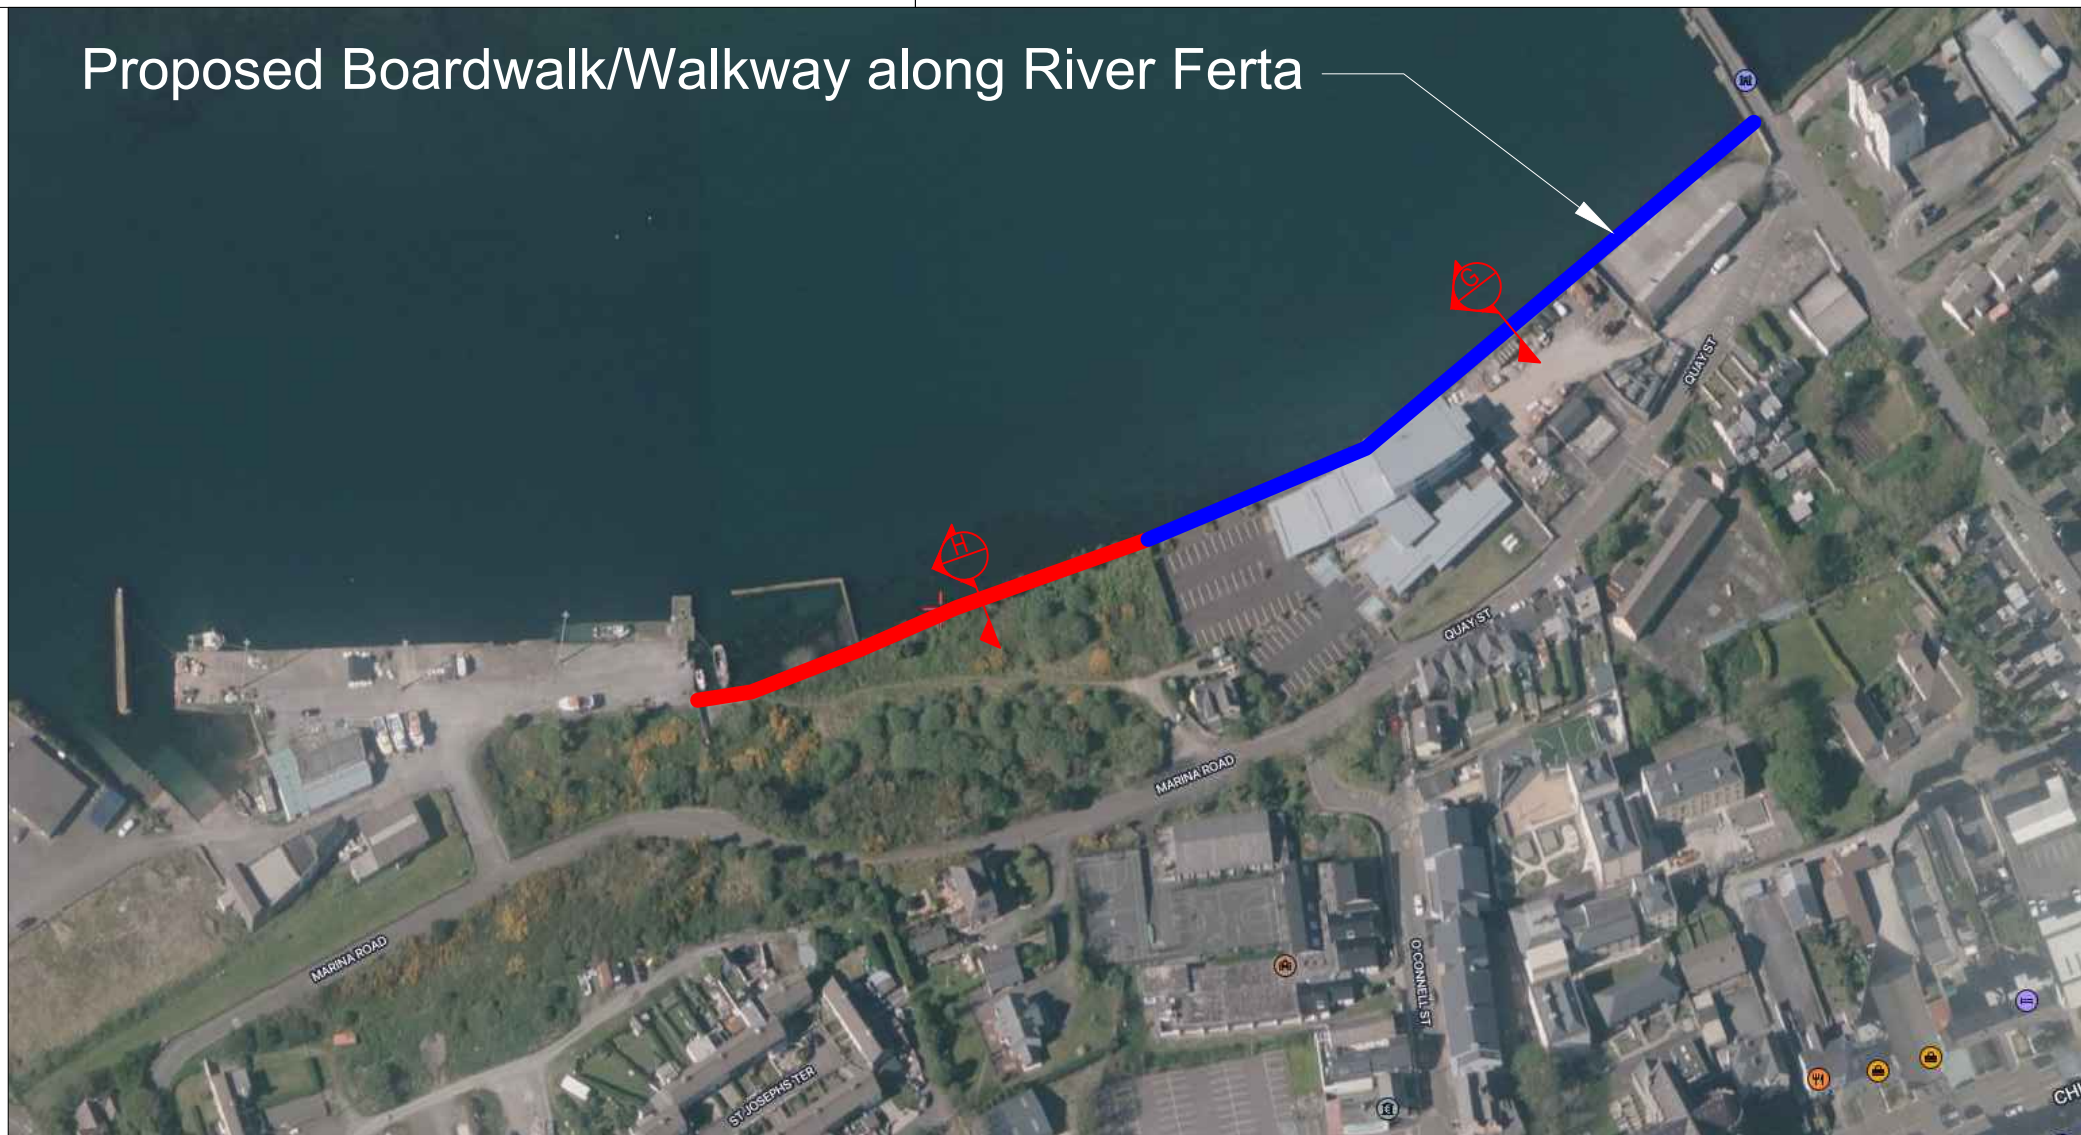 Proposed Boardwalk/Walkway along River Ferta
G
QUAY ST
H
QUAY ST
MARINA ROAD
MARINA ROAD
O'CONNELL ST
ST JOSEPHS TER
CH